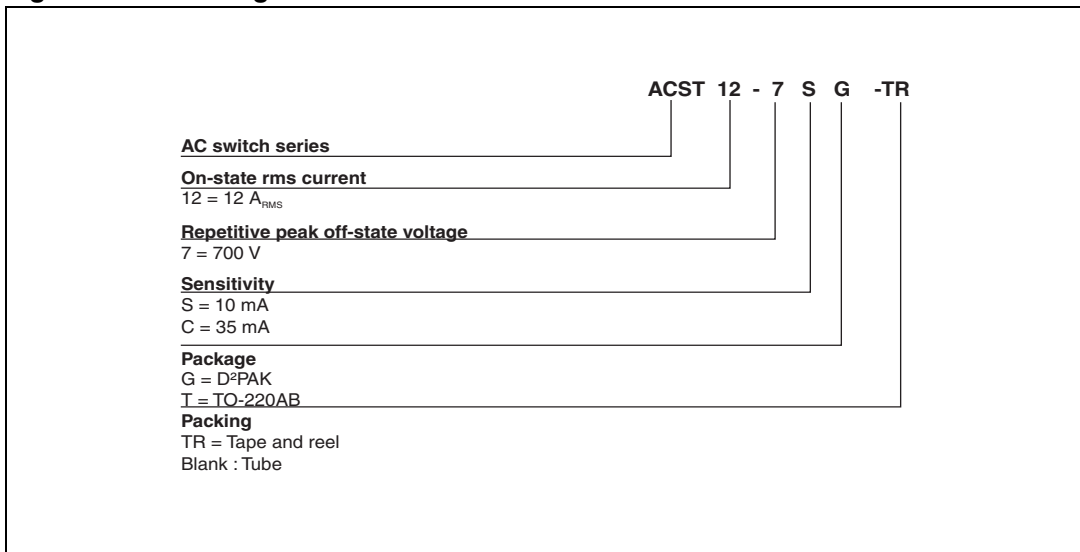 ACST 12 - 7 S G -TR
AC switch series
On-state rms current
12 = 12 ARMS
Repetitive peak off-state voltage
7 = 700 V
Sensitivity
S = 10 mA
C = 35 mA
Package
G = D²PAK
T = TO-220AB
Packing
TR = Tape and reel
Blank : Tube